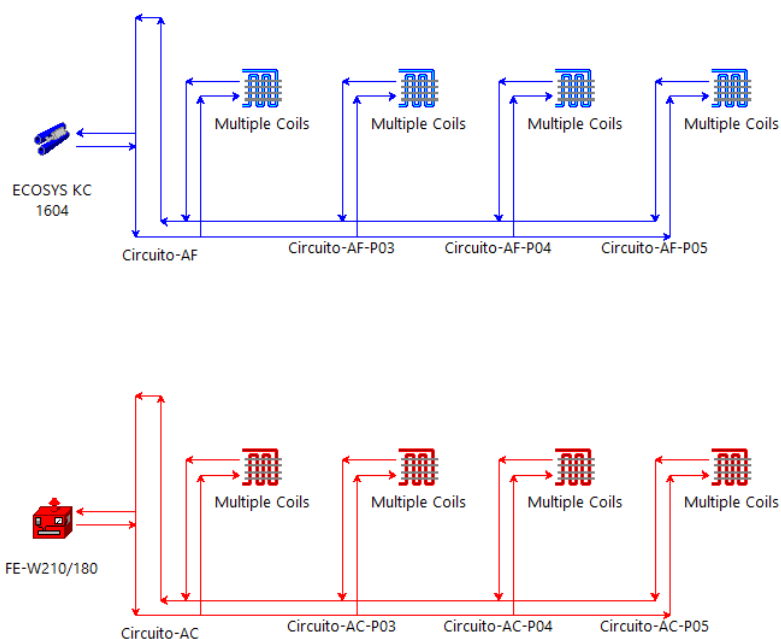 Multiple Coils
Multiple Coils
Multiple Coils
Multiple Coils
ECOSYS KC
1604
Circuito-AF
Circuito-AF-P03
Circuito-AF-P04
Circuito-AF-P05
Multiple Coils
Multiple Coils
Multiple Coils
Multiple Coils
FE-W210/180
Circuito-AC
Circuito-AC-P03
Circuito-AC-P04
Circuito-AC-P05